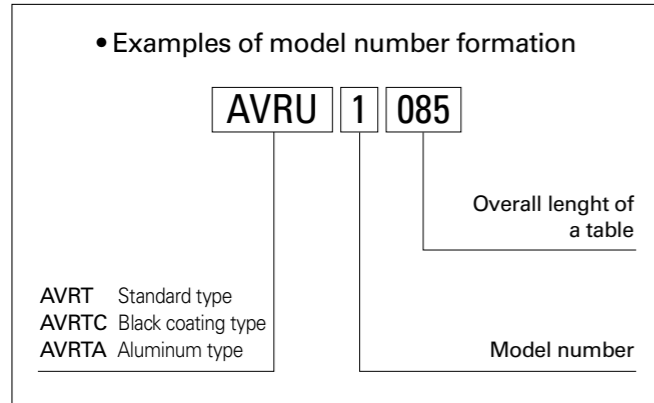 • Examples of model number formation
AVRU 1 085
Overall lenght of
a table
AVRT Standard type
AVRTC Black coating type
AVRTA Aluminum type
Model number